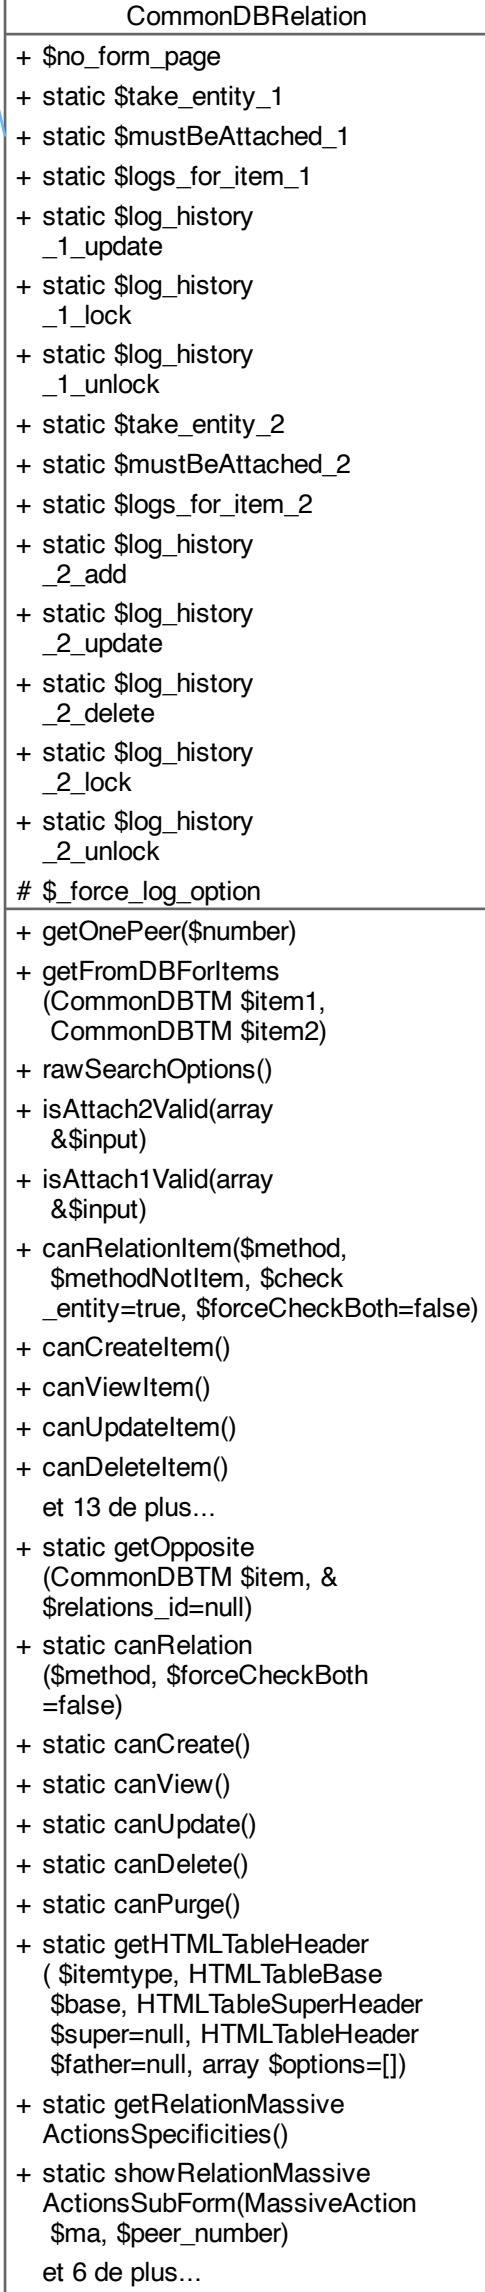 CommonDBRelation
+ $no_form_page
+ static $take_entity_1
+ static $mustBeAttached_1
+ static $logs_for_item_1
+ static $log_history
_1_update
+ static $log_history
_1_lock
+ static $log_history
_1_unlock
+ static $take_entity_2
+ static $mustBeAttached_2
+ static $logs_for_item_2
+ static $log_history
_2_add
+ static $log_history
_2_update
+ static $log_history
_2_delete
+ static $log_history
_2_lock
+ static $log_history
_2_unlock
# $_force_log_option
+ getOnePeer($number)
+ getFromDBForItems
(CommonDBTM $item1,
CommonDBTM $item2)
+ rawSearchOptions()
+ isAttach2Valid(array
&$input)
+ isAttach1Valid(array
&$input)
+ canRelationItem($method,
$methodNotItem, $check
_entity=true, $forceCheckBoth=false)
+ canCreateItem()
+ canViewItem()
+ canUpdateItem()
+ canDeleteItem()
et 13 de plus...
+ static getOpposite
(CommonDBTM $item, &
$relations_id=null)
+ static canRelation
($method, $forceCheckBoth
=false)
+ static canCreate()
+ static canView()
+ static canUpdate()
+ static canDelete()
+ static canPurge()
+ static getHTMLTableHeader
( $itemtype, HTMLTableBase
$base, HTMLTableSuperHeader
$super=null, HTMLTableHeader
$father=null, array $options=[])
+ static getRelationMassive
ActionsSpecificities()
+ static showRelationMassive
ActionsSubForm(MassiveAction
$ma, $peer_number)
et 6 de plus...